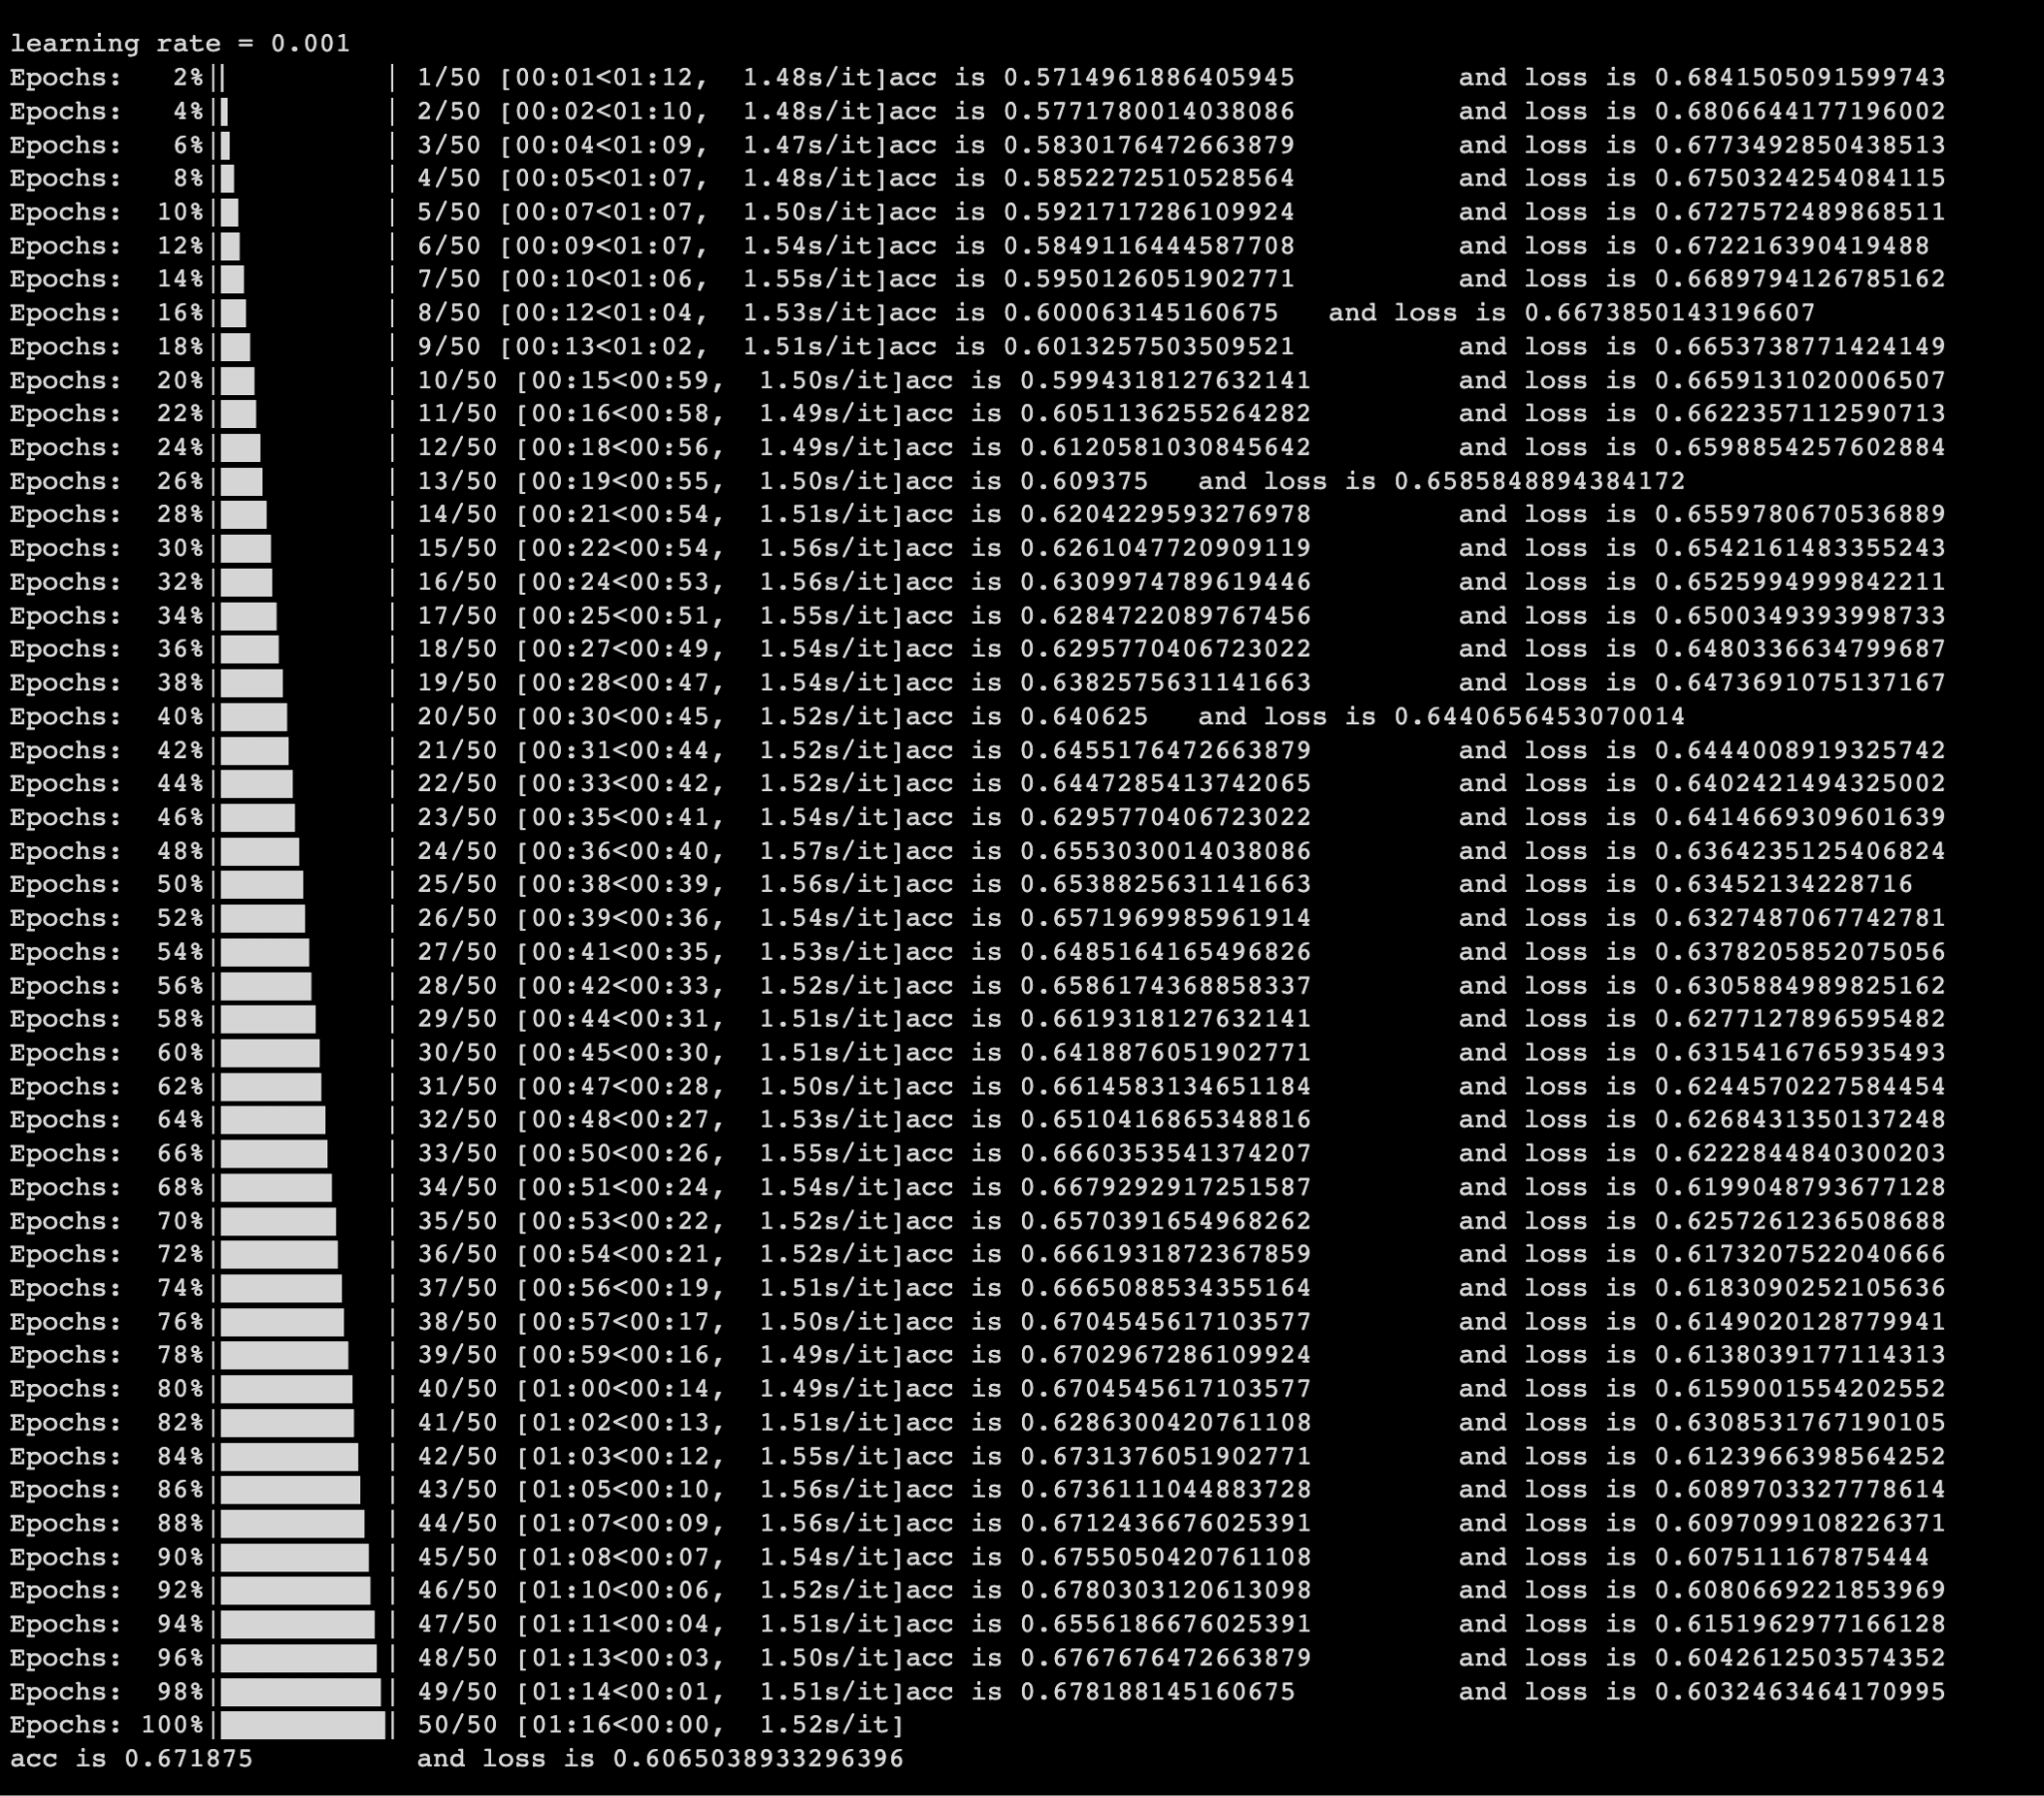 learning rate = 0.001
Epochs:   2%|| | 1/50 [00:01<01:12,  1.48s/it]acc is 0.5714961886405945 and loss is 0.6841505091599743
Epochs:   4%|█ | 2/50 [00:02<01:10,  1.48s/it]acc is 0.5771780014038086 and loss is 0.6806644177196002
Epochs:   6%|█ | 3/50 [00:04<01:09,  1.47s/it]acc is 0.5830176472663879 and loss is 0.6773492850438513
Epochs:   8%|█ | 4/50 [00:05<01:07,  1.48s/it]acc is 0.5852272510528564 and loss is 0.6750324254084115
Epochs:  10%|█ | 5/50 [00:07<01:07,  1.50s/it]acc is 0.5921717286109924 and loss is 0.6727572489868511
Epochs:  12%|█ | 6/50 [00:09<01:07,  1.54s/it]acc is 0.5849116444587708 and loss is 0.672216390419488
Epochs:  14%|█ | 7/50 [00:10<01:06,  1.55s/it]acc is 0.5950126051902771 and loss is 0.6689794126785162
Epochs:  16%|█ | 8/50 [00:12<01:04,  1.53s/it]acc is 0.600063145160675 and loss is 0.6673850143196607
Epochs:  18%|█ | 9/50 [00:13<01:02,  1.51s/it]acc is 0.6013257503509521 and loss is 0.6653738771424149
Epochs:  20%|██ | 10/50 [00:15<00:59,  1.50s/it]acc is 0.5994318127632141 and loss is 0.6659131020006507
Epochs:  22%|██ | 11/50 [00:16<00:58,  1.49s/it]acc is 0.6051136255264282 and loss is 0.6622357112590713
Epochs:  24%|██ | 12/50 [00:18<00:56,  1.49s/it]acc is 0.6120581030845642 and loss is 0.6598854257602884
Epochs:  26%|██ | 13/50 [00:19<00:55,  1.50s/it]acc is 0.609375 and loss is 0.6585848894384172
Epochs:  28%|██ | 14/50 [00:21<00:54,  1.51s/it]acc is 0.6204229593276978 and loss is 0.6559780670536889
Epochs:  30%|███ | 15/50 [00:22<00:54,  1.56s/it]acc is 0.6261047720909119 and loss is 0.6542161483355243
Epochs:  32%|███ | 16/50 [00:24<00:53,  1.56s/it]acc is 0.6309974789619446 and loss is 0.6525994999842211
Epochs:  34%|███ | 17/50 [00:25<00:51,  1.55s/it]acc is 0.6284722089767456 and loss is 0.6500349393998733
Epochs:  36%|███ | 18/50 [00:27<00:49,  1.54s/it]acc is 0.6295770406723022 and loss is 0.6480336634799687
Epochs:  38%|███ | 19/50 [00:28<00:47,  1.54s/it]acc is 0.6382575631141663 and loss is 0.6473691075137167
Epochs:  40%|████ | 20/50 [00:30<00:45,  1.52s/it]acc is 0.640625 and loss is 0.6440656453070014
Epochs:  42%|████ | 21/50 [00:31<00:44,  1.52s/it]acc is 0.6455176472663879 and loss is 0.6444008919325742
Epochs:  44%|████ | 22/50 [00:33<00:42,  1.52s/it]acc is 0.6447285413742065 and loss is 0.6402421494325002
Epochs:  46%|████ | 23/50 [00:35<00:41,  1.54s/it]acc is 0.6295770406723022 and loss is 0.6414669309601639
Epochs:  48%|████ | 24/50 [00:36<00:40,  1.57s/it]acc is 0.6553030014038086 and loss is 0.6364235125406824
Epochs:  50%|█████ | 25/50 [00:38<00:39,  1.56s/it]acc is 0.6538825631141663 and loss is 0.63452134228716
Epochs:  52%|█████ | 26/50 [00:39<00:36,  1.54s/it]acc is 0.6571969985961914 and loss is 0.6327487067742781
Epochs:  54%|█████ | 27/50 [00:41<00:35,  1.53s/it]acc is 0.6485164165496826 and loss is 0.6378205852075056
Epochs:  56%|█████ | 28/50 [00:42<00:33,  1.52s/it]acc is 0.6586174368858337 and loss is 0.6305884989825162
Epochs:  58%|█████ | 29/50 [00:44<00:31,  1.51s/it]acc is 0.6619318127632141 and loss is 0.6277127896595482
Epochs:  60%|██████ | 30/50 [00:45<00:30,  1.51s/it]acc is 0.6418876051902771 and loss is 0.6315416765935493
Epochs:  62%|██████ | 31/50 [00:47<00:28,  1.50s/it]acc is 0.6614583134651184 and loss is 0.6244570227584454
Epochs:  64%|██████ | 32/50 [00:48<00:27,  1.53s/it]acc is 0.6510416865348816 and loss is 0.6268431350137248
Epochs:  66%|██████ | 33/50 [00:50<00:26,  1.55s/it]acc is 0.6660353541374207 and loss is 0.6222844840300203
Epochs:  68%|██████ | 34/50 [00:51<00:24,  1.54s/it]acc is 0.6679292917251587 and loss is 0.6199048793677128
Epochs:  70%|███████ | 35/50 [00:53<00:22,  1.52s/it]acc is 0.6570391654968262 and loss is 0.6257261236508688
Epochs:  72%|███████ | 36/50 [00:54<00:21,  1.52s/it]acc is 0.6661931872367859 and loss is 0.6173207522040666
Epochs:  74%|███████ | 37/50 [00:56<00:19,  1.51s/it]acc is 0.6665088534355164 and loss is 0.6183090252105636
Epochs:  76%|███████ | 38/50 [00:57<00:17,  1.50s/it]acc is 0.6704545617103577 and loss is 0.6149020128779941
Epochs:  78%|███████ | 39/50 [00:59<00:16,  1.49s/it]acc is 0.6702967286109924 and loss is 0.6138039177114313
Epochs:  80%|████████ | 40/50 [01:00<00:14,  1.49s/it]acc is 0.6704545617103577 and loss is 0.6159001554202552
Epochs:  82%|████████ | 41/50 [01:02<00:13,  1.51s/it]acc is 0.6286300420761108 and loss is 0.6308531767190105
Epochs:  84%|████████ | 42/50 [01:03<00:12,  1.55s/it]acc is 0.6731376051902771 and loss is 0.6123966398564252
Epochs:  86%|████████ | 43/50 [01:05<00:10,  1.56s/it]acc is 0.6736111044883728 and loss is 0.6089703327778614
Epochs:  88%|████████ | 44/50 [01:07<00:09,  1.56s/it]acc is 0.6712436676025391 and loss is 0.6097099108226371
Epochs:  90%|█████████ | 45/50 [01:08<00:07,  1.54s/it]acc is 0.6755050420761108 and loss is 0.607511167875444
Epochs:  92%|█████████ | 46/50 [01:10<00:06,  1.52s/it]acc is 0.6780303120613098 and loss is 0.6080669221853969
Epochs:  94%|█████████ | 47/50 [01:11<00:04,  1.51s/it]acc is 0.6556186676025391 and loss is 0.6151962977166128
Epochs:  96%|█████████ | 48/50 [01:13<00:03,  1.50s/it]acc is 0.6767676472663879 and loss is 0.6042612503574352
Epochs:  98%|█████████ | 49/50 [01:14<00:01,  1.51s/it]acc is 0.678188145160675 and loss is 0.6032463464170995
Epochs: 100%|██████████| 50/50 [01:16<00:00,  1.52s/it]
acc is 0.671875 and loss is 0.6065038933296396